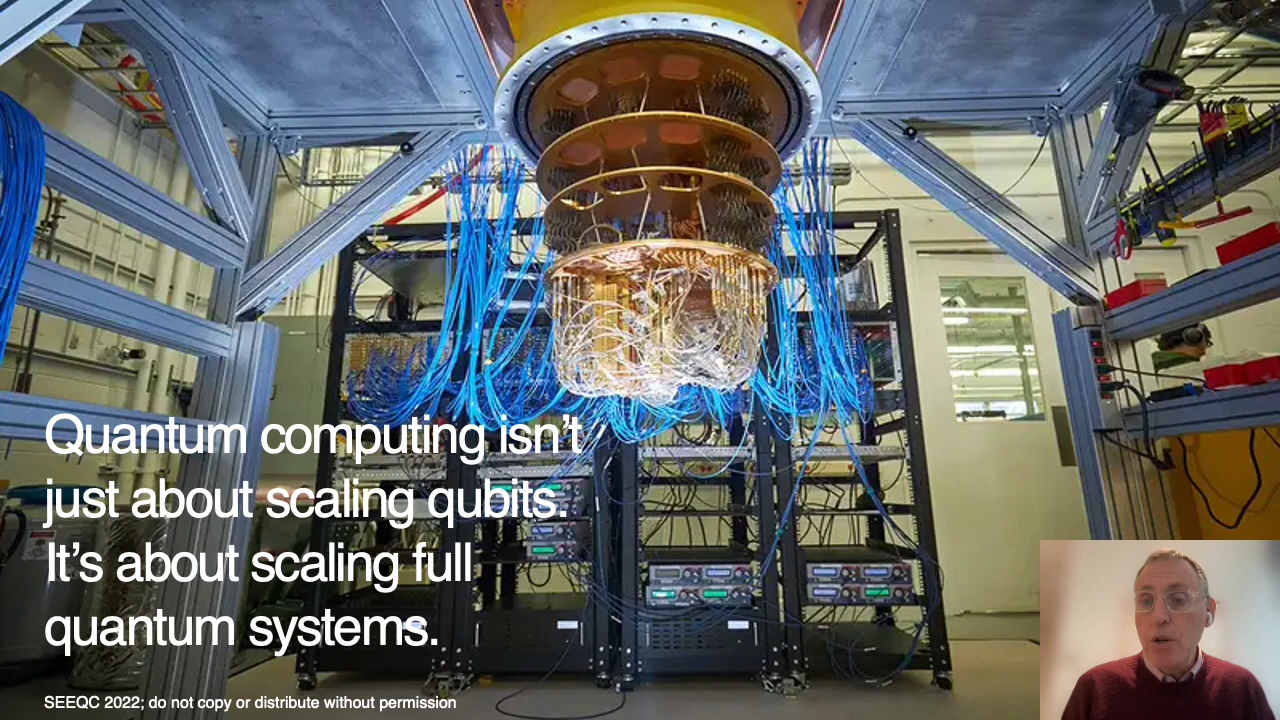 Quantum computing isn’t
just about scaling qubits.
It’s about scaling full
quantum systems.
SEEQC 2022; do not copy or distribute without permission